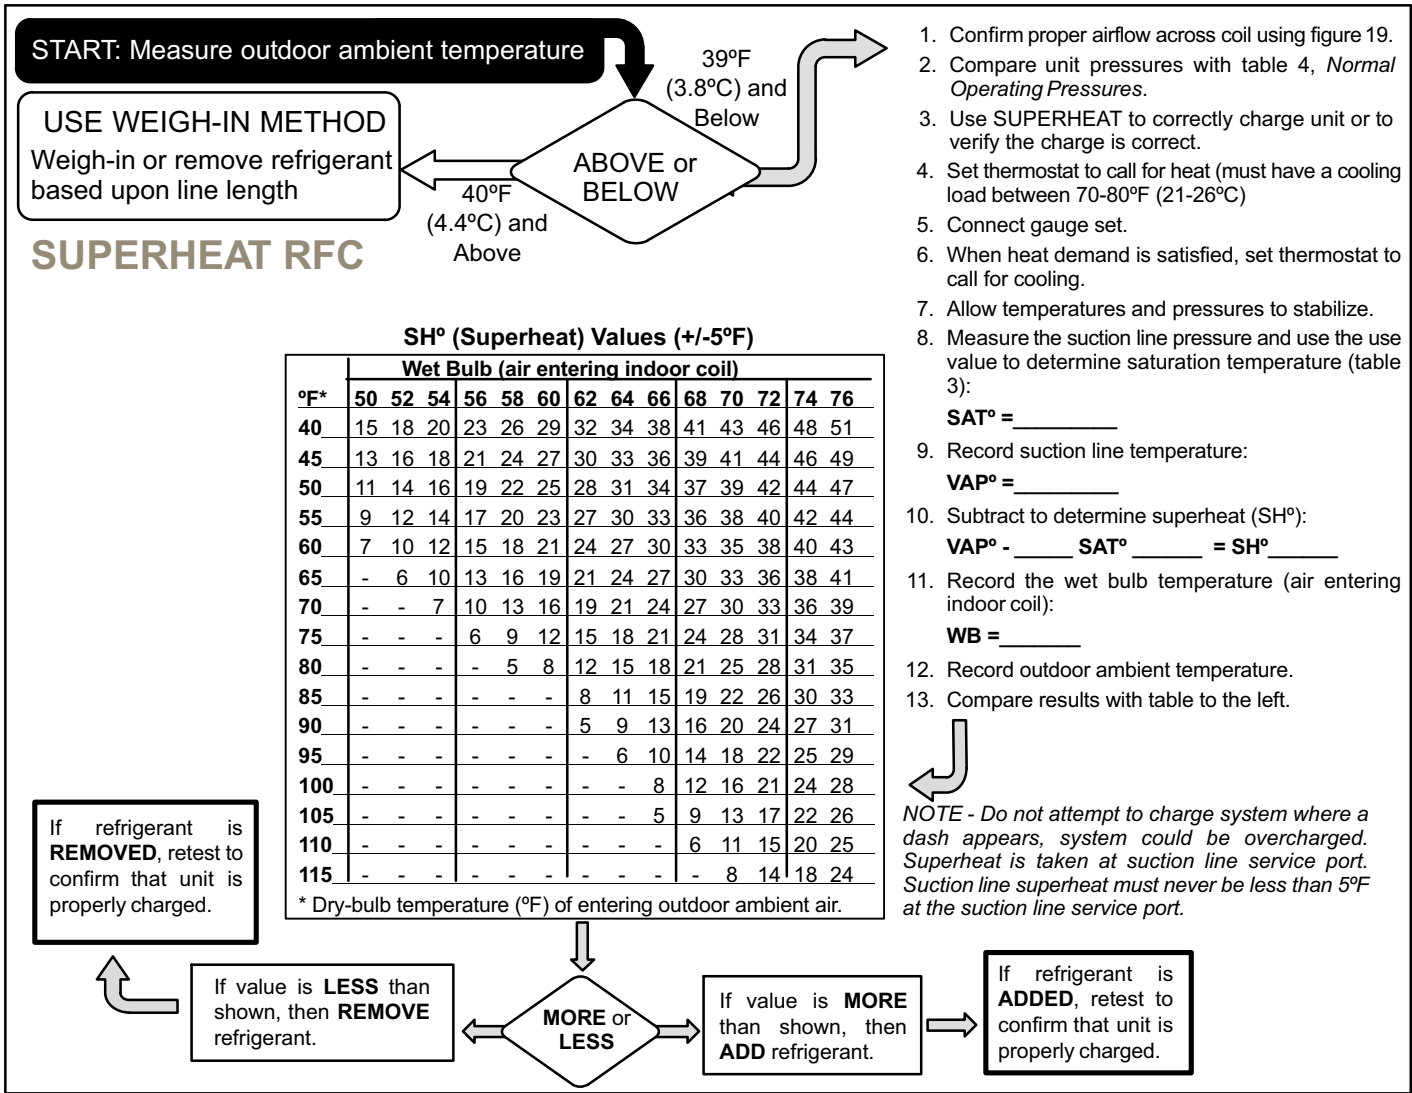 START: Measure outdoor ambient temperature
USE WEIGH-IN METHOD
Weigh-in or remove refrigerant
based upon line length
SUPERHEAT RFC
ABOVE or
BELOW
39ºF
(3.8ºC) and
Below
40ºF
(4.4ºC) and
Above
1. Confirm proper airflow across coil using figure 19.
2. Compare unit pressures with table 4, Normal
Operating Pressures.
3. Use SUPERHEAT to correctly charge unit or to
verify the charge is correct.
4. Set thermostat to call for heat (must have a cooling
load between 70-80ºF (21-26ºC)
5. Connect gauge set.
6. When heat demand is satisfied, set thermostat to
call for cooling.
7. Allow temperatures and pressures to stabilize.
8. Measure the suction line pressure and use the use
value to determine saturation temperature (table
3):
SATº =_________
9. Record suction line temperature:
VAPº =_________
10. Subtract to determine superheat (SHº):
VAPº - _____ SATº ______ = SHº______
11. Record the wet bulb temperature (air entering
indoor coil):
WB =_______
12. Record outdoor ambient temperature.
13. Compare results with table to the left.
NOTE - Do not attempt to charge system where a
dash appears, system could be overcharged.
Superheat is taken at suction line service port.
Suction line superheat must never be less than 5ºF
at the suction line service port.
SHº (Superheat) Values (+/-5ºF)
Wet Bulb (air entering indoor coil)
ºF* 50 52 54 56 58 60 62 64 66 68 70 72 74 76
40 15 18 20 23 26 29 32 34 38 41 43 46 48 51
45 13 16 18 21 24 27 30 33 36 39 41 44 46 49
50 11 14 16 19 22 25 28 31 34 37 39 42 44 47
55 9 12 14 17 20 23 27 30 33 36 38 40 42 44
60 7 10 12 15 18 21 24 27 30 33 35 38 40 43
65 - 6 10 13 16 19 21 24 27 30 33 36 38 41
70 - - 7 10 13 16 19 21 24 27 30 33 36 39
75 - - - 6 9 12 15 18 21 24 28 31 34 37
80 - - - - 5 8 12 15 18 21 25 28 31 35
85 - - - - - - 8 11 15 19 22 26 30 33
90 - - - - - - 5 9 13 16 20 24 27 31
95 - - - - - - - 6 10 14 18 22 25 29
100 - - - - - - - - 8 12 16 21 24 28
105 - - - - - - - - 5 9 13 17 22 26
110 - - - - - - - - - 6 11 15 20 25
115 - - - - - - - - - - 8 14 18 24
* Dry-bulb temperature (ºF) of entering outdoor ambient air.
If refrigerant is
REMOVED, retest to
confirm that unit is
properly charged.
If value is LESS than
shown, then REMOVE
refrigerant.
MORE or
LESS
If value is MORE
than shown, then
ADD refrigerant.
If refrigerant is
ADDED, retest to
confirm that unit is
properly charged.